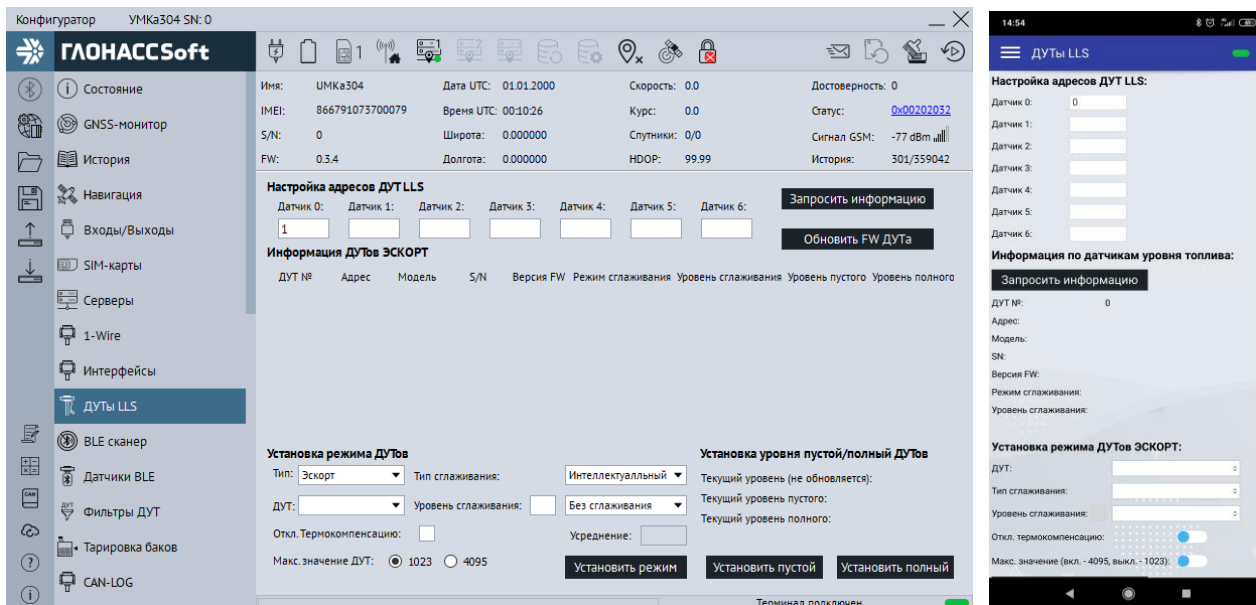 Конфигуратор УМКа304 SN: 0
ГЛОНАССSoft
1
Состояние
GNSS-монитор
История
Навигация
Входы/Выходы
SIM-карты
Серверы
1-Wire
Интерфейсы
ДУТы LLS
BLE сканер
Датчики BLE
Фильтры ДУТ
Тарировка баков
CAN-LOG
Имя: UMKa304 Дата UTC: 01.01.2000 Скорость: 0.0 Достоверность: 0
IMEI: 866791073700079 Время UTC: 00:10:26 Курс: 0.0 Статус: 0x00202032
S/N: 0 Широта: 0.000000 Спутники: 0/0 Сигнал GSM: -77 dBm
FW: 0.3.4 Долгота: 0.000000 HDOP: 99.99 История: 301/359042
Настройка адресов ДУТ LLS
Датчик 0: Датчик 1: Датчик 2: Датчик 3: Датчик 4: Датчик 5: Датчик 6:
1
Запросить информацию
Обновить FW ДУТа
Информация ДУТов ЭСКОРТ
ДУТ № Адрес Модель S/N Версия FW Режим сглаживания Уровень сглаживания Уровень пустого Уровень полного
Установка режима ДУТов
Тип: Эскорт Тип сглаживания: Интеллектуалльный
ДУТ: Уровень сглаживания: Без сглаживания
Откл. Термокомпенсацию: Усреднение:
Макс. значение ДУТ: 1023 4095 Установить режим
Установка уровня пустой/полный ДУТов
Текущий уровень (не обновляется):
Текущий уровень пустого:
Текущий уровень полного:
Установить пустой Установить полный
Терминал подключен
14:54
ДУТы LLS
Настройка адресов ДУТ LLS:
Датчик 0: 0
Датчик 1:
Датчик 2:
Датчик 3:
Датчик 4:
Датчик 5:
Датчик 6:
Информация по датчикам уровня топлива:
Запросить информацию
ДУТ №: 0
Адрес:
Модель:
SN:
Версия FW:
Режим сглаживания:
Уровень сглаживания:
Установка режима ДУТов ЭСКОРТ:
ДУТ:
Тип сглаживания:
Уровень сглаживания:
Откл. термокомпенсацию:
Макс. значение (вкл. - 4095, выкл. - 1023):